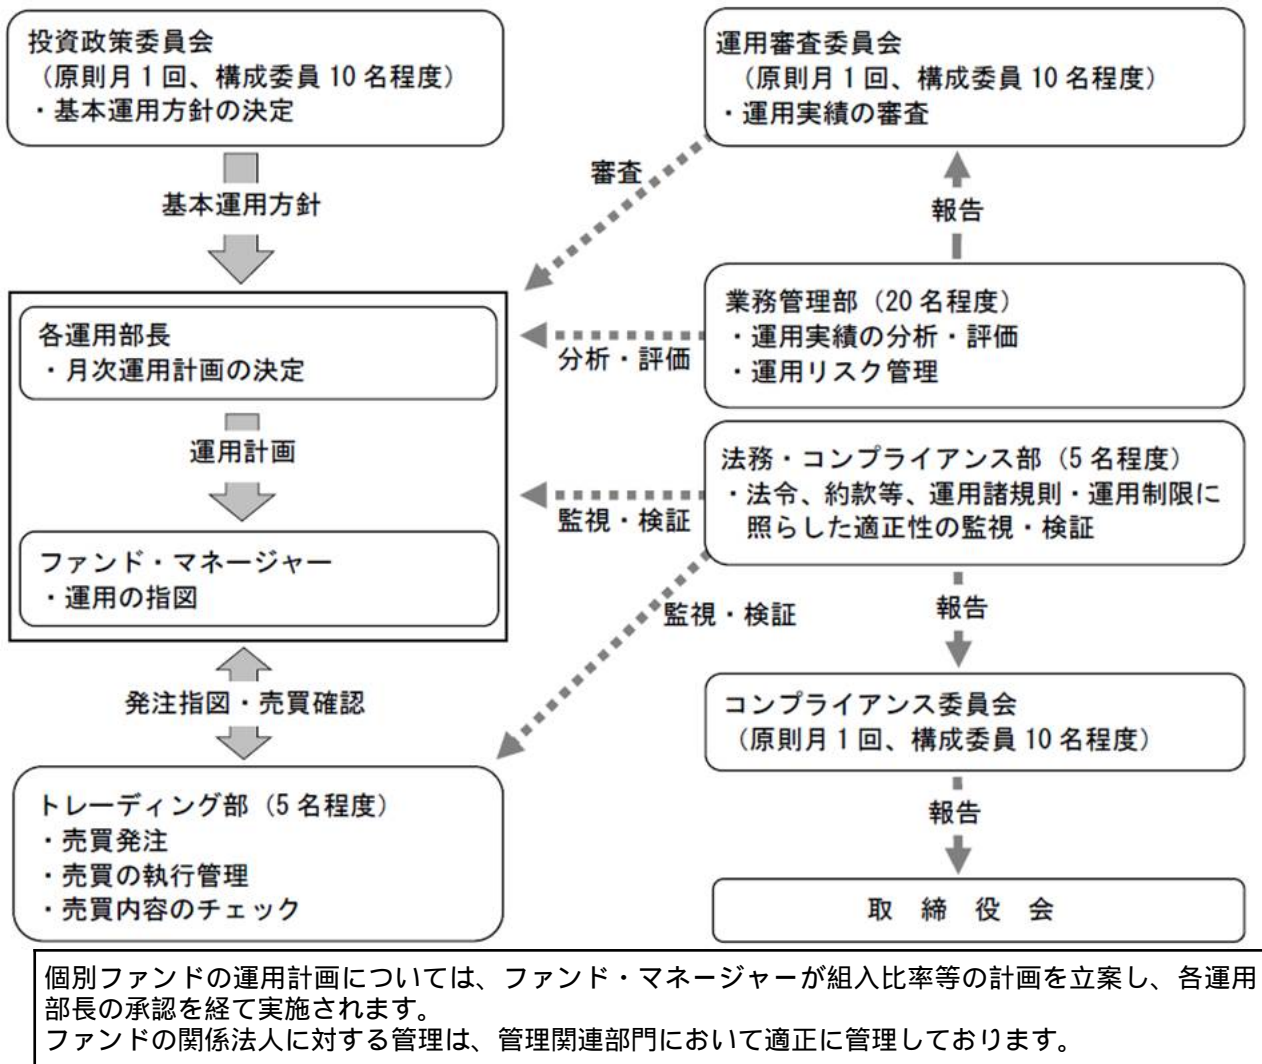 投資政策委員会
（原則月1回、構成委員10名程度）
・基本運用方針の決定
基本運用方針
各運用部長
・月次運用計画の決定
運用計画
ファンド・マネージャー
・運用の指図
発注指図・売買確認
トレーディング部（5名程度）
・売買発注
・売買の執行管理
・売買内容のチェック
運用審査委員会
（原則月1回、構成委員10名程度）
・運用実績の審査
審査
報告
業務管理部（20名程度）
・運用実績の分析・評価
・運用リスク管理
分析・評価
法務・コンプライアンス部（5名程度）
・法令、約款等、運用諸規則・運用制限に
照らした適正性の監視・検証
監視・検証
監視・検証
報告
コンプライアンス委員会
（原則月1回、構成委員10名程度）
報告
取 締 役 会
個別ファンドの運用計画については、ファンド・マネージャーが組入比率等の計画を立案し、各運用
部長の承認を経て実施されます。
ファンドの関係法人に対する管理は、管理関連部門において適正に管理しております。